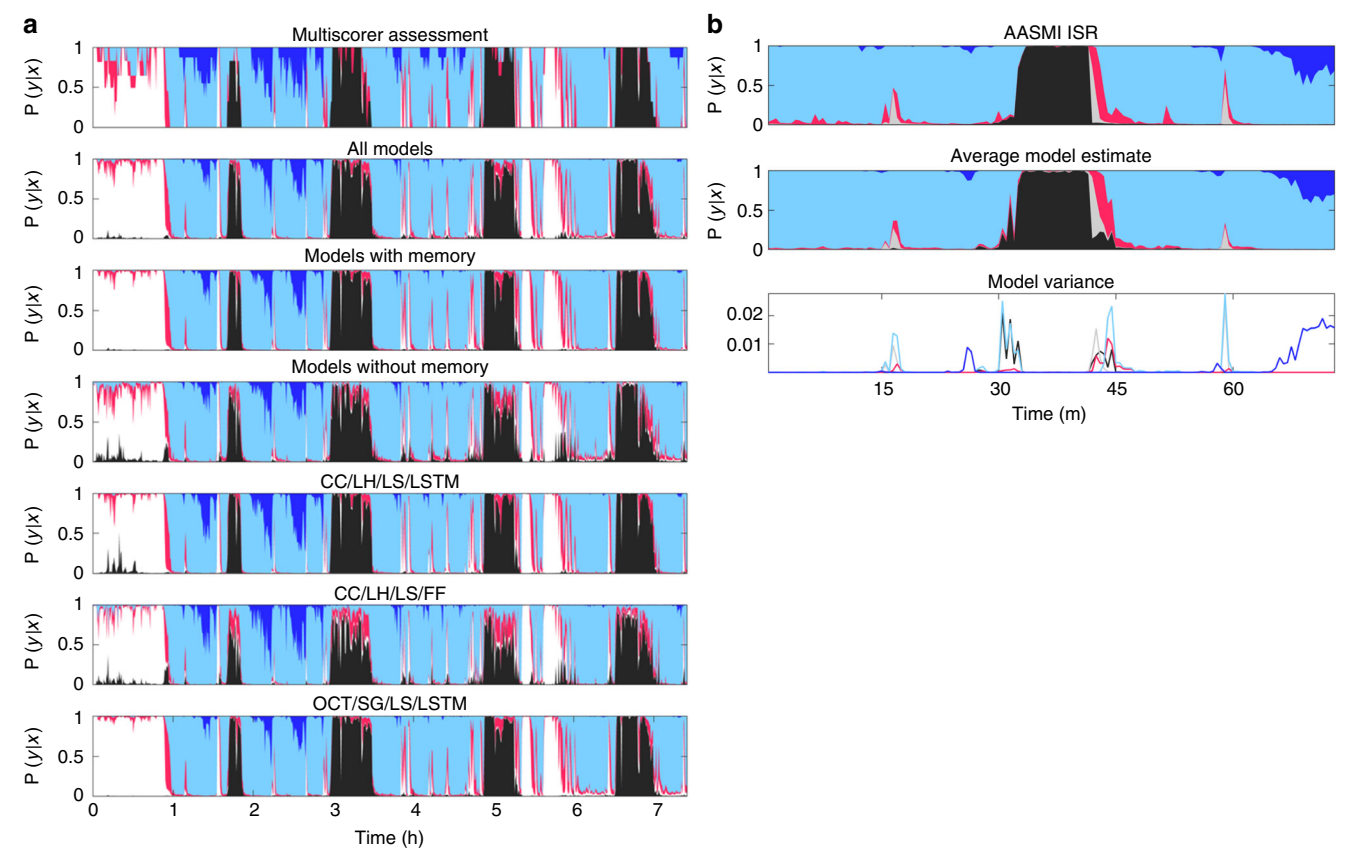 a
Multiscorer assessment
P (y|x)
1
0.5
0
All models
P (y|x)
1
0.5
0
Models with memory
P (y|x)
1
0.5
0
Models without memory
P (y|x)
1
0.5
0
CC/LH/LS/LSTM
P (y|x)
1
0.5
0
CC/LH/LS/FF
P (y|x)
1
0.5
0
OCT/SG/LS/LSTM
P (y|x)
1
0.5
0
0 1 2 3 4 5 6 7
Time (h)
b
AASMI ISR
P (y|x)
1
0.5
0
Average model estimate
P (y|x)
1
0.5
0
Model variance
0.02
0.01
15 30 45 60
Time (m)